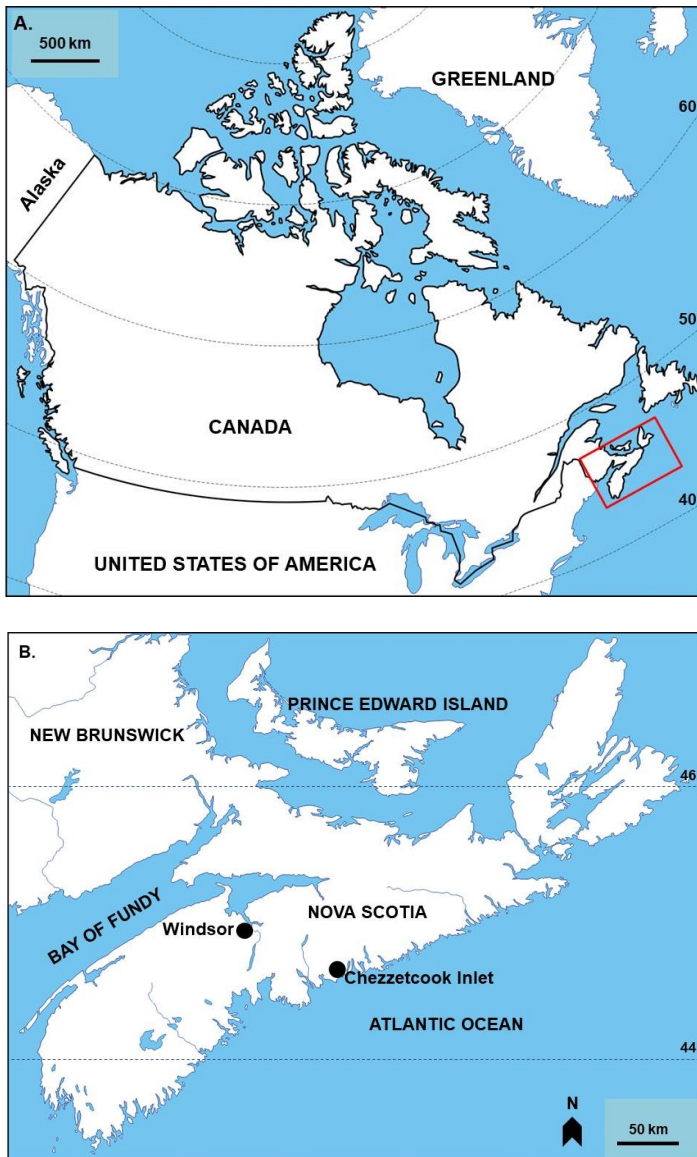 A.
500 km
GREENLAND
60
Alaska
50
CANADA
40
UNITED STATES OF AMERICA
B.
PRINCE EDWARD ISLAND
NEW BRUNSWICK
46
BAY OF FUNDY
NOVA SCOTIA
Windsor
Chezzetcook Inlet
ATLANTIC OCEAN
44
N
50 km